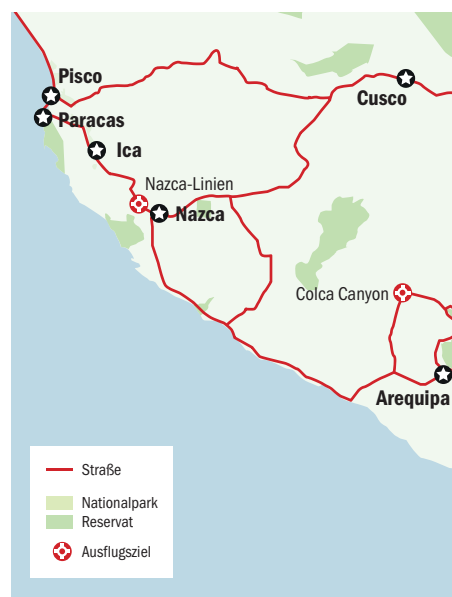 Pisco
Cusco
Paracas
Ica
Nazca-Linien
Nazca
Colca Canyon
Arequipa
Straße
Nationalpark
Reservat
Ausflugsziel